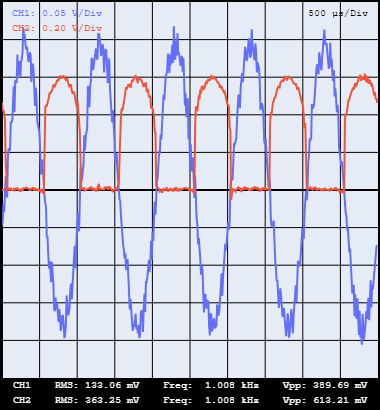 CH1: 0.05 V/Div 500 µs/Div
CH2: 0.20 V/Div
CH1 RMS: 133.06 mV Freq: 1.008 kHz Vpp: 389.69 mV
CH2 RMS: 363.25 mV Freq: 1.008 kHz Vpp: 613.21 mV